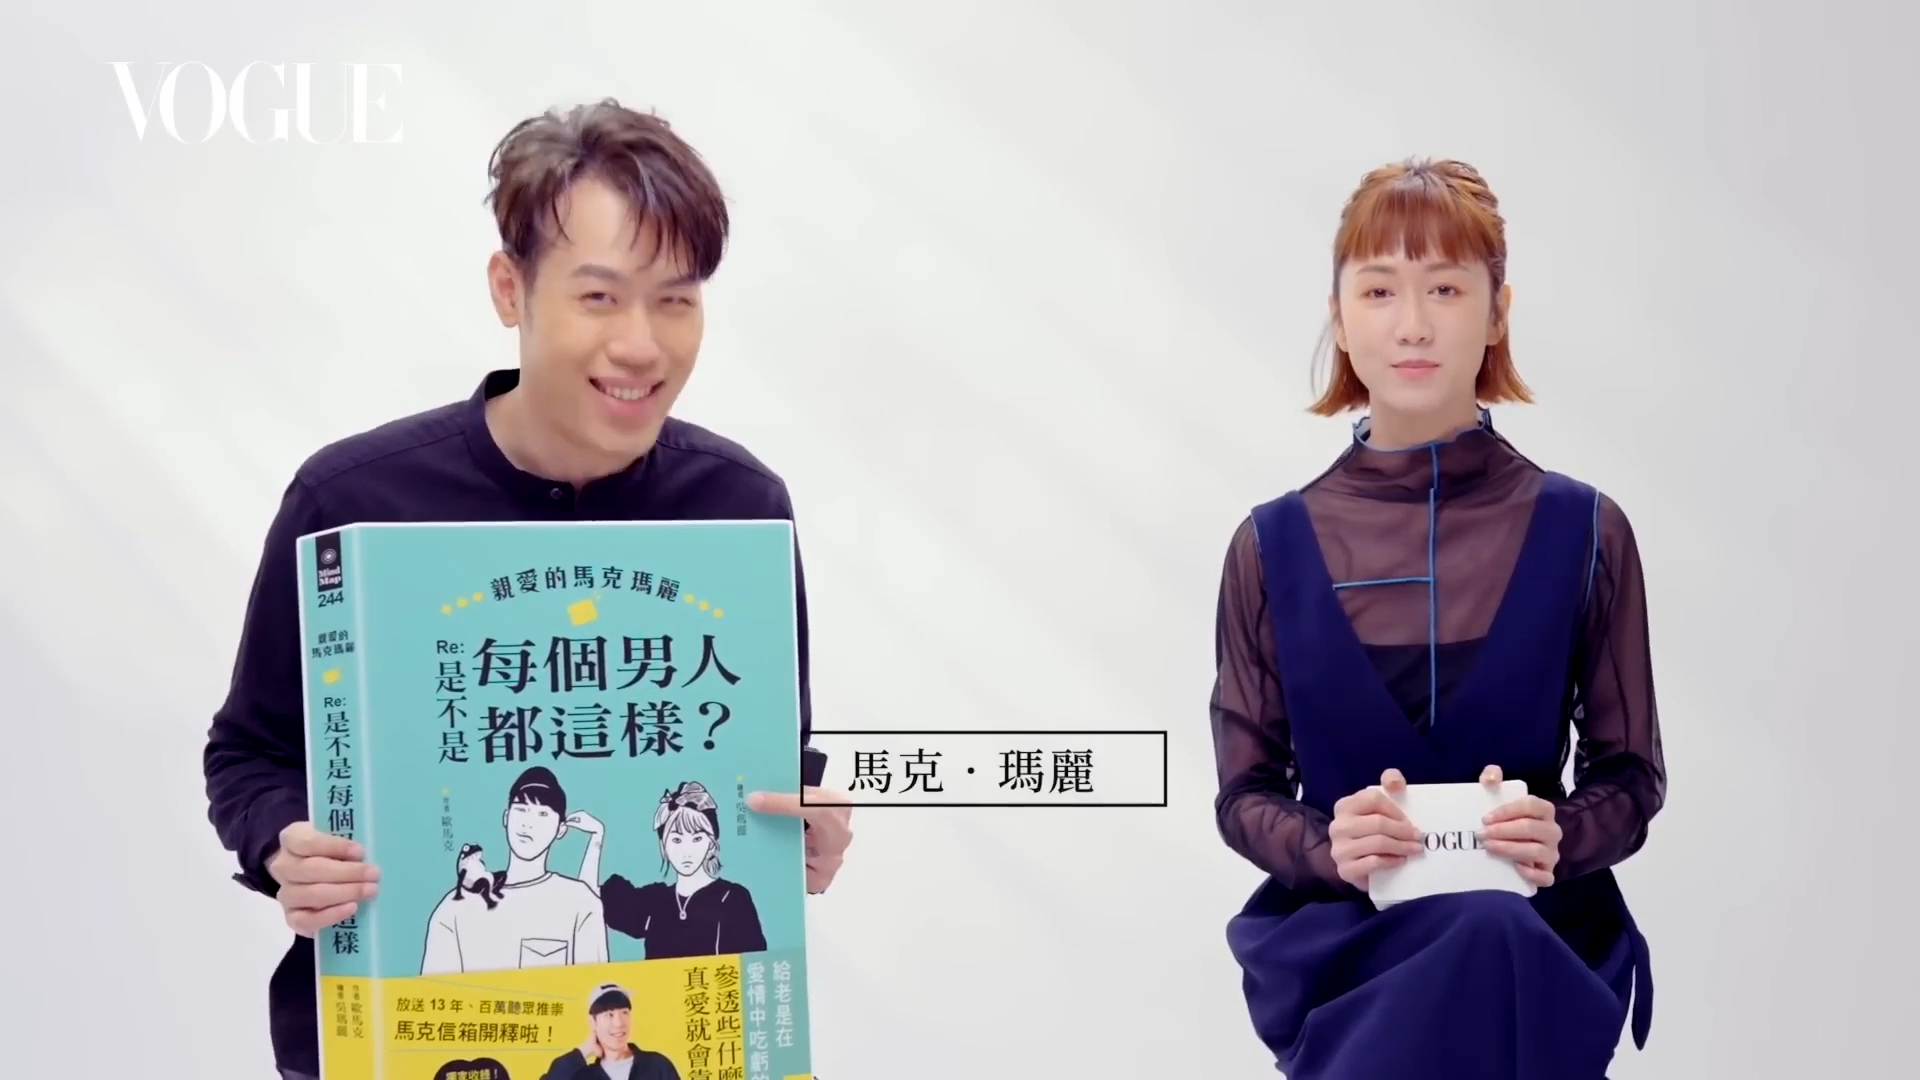 VOGUE
親愛的馬克瑪麗
Re:
是不是
每個男人
都這樣？
作者 歐馬克
繪者 吳瑪麗
Mind
Map
244
親愛的
馬克瑪麗
Re:
是不是
每個
這樣
作者 歐馬克
繪者 吳瑪麗
放送 13 年、百萬聽眾推崇
馬克信箱開釋啦！
獨家收錄！
參透些什麼
真愛就會
給老是在
愛情中吃虧的
馬克‧瑪麗
VOGUE